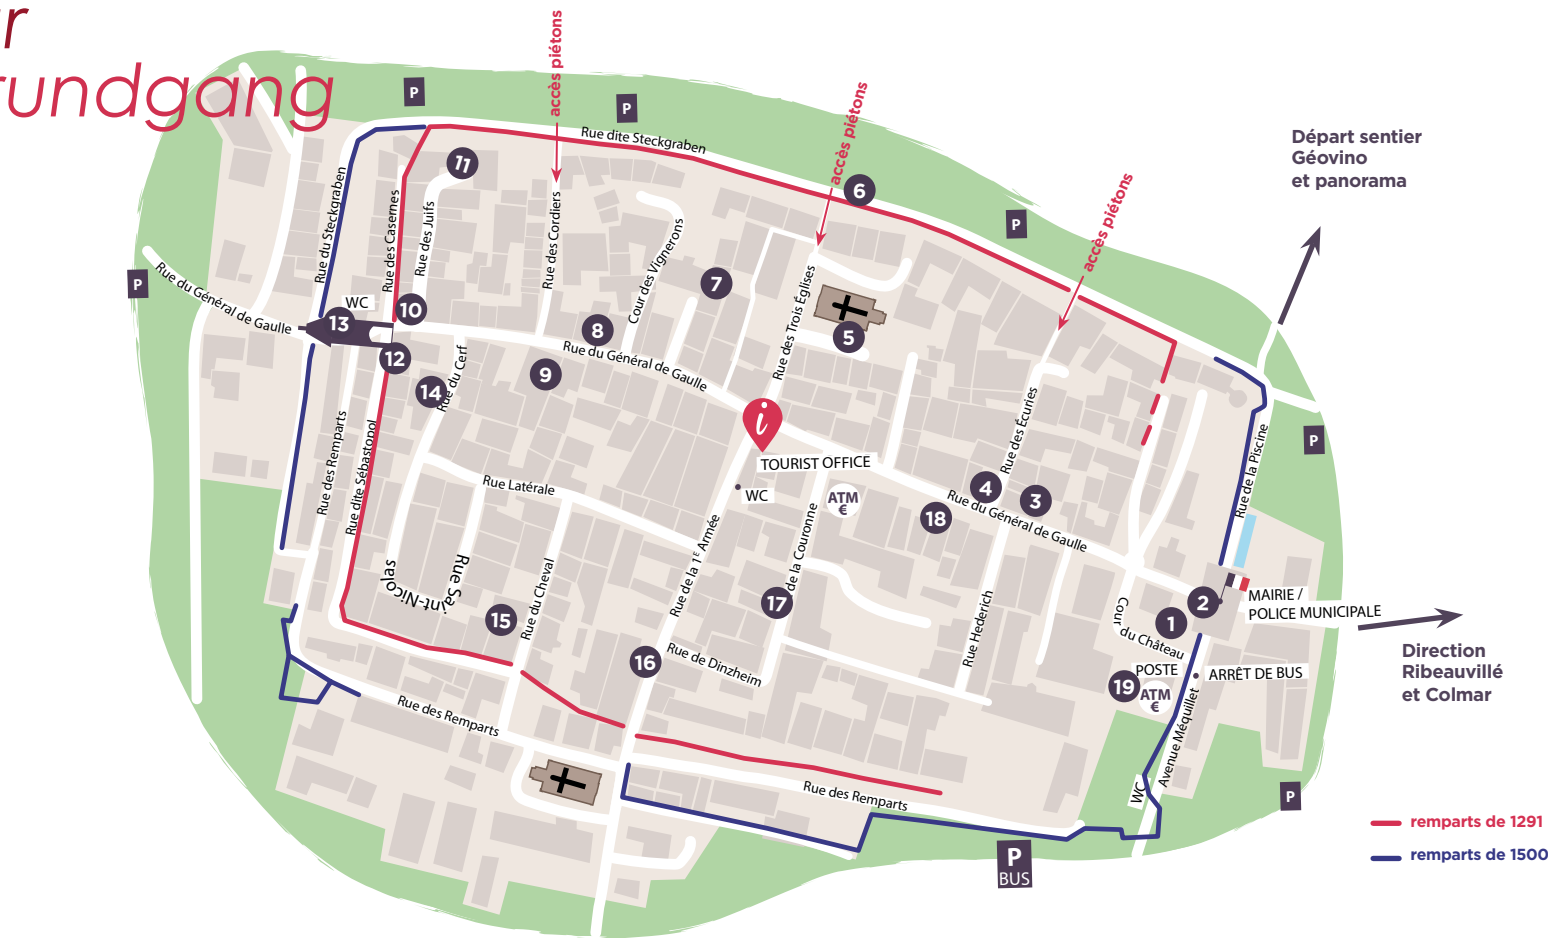 r
rundgang
accès piétons
accès piétons
accès piétons
Départ sentier
Géovino
et panorama
P
P
P
P
P
P
Rue dite Steckgraben
11
6
Rue du Steckgraben
Rue des Casernes
Rue des Juifs
Rue des Cordiers
Cour des Vignerons
7
Rue des Trois Églises
5
Rue du Général de Gaulle
WC
13
10
8
12
9
Rue du Général de Gaulle
14
Rue du Cerf
TOURIST OFFICE
Rue des Écuries
Rue de la Piscine
Rue des Remparts
Rue dite Sébastopol
Rue Latérale
WC
ATM
€
4
3
18
Rue du Général de Gaulle
Rue de la 1E Armée
de la Couronne
Rue Saint-Nicolas
Rue du Cheval
15
17
Rue Hederich
Cour
du Château
1
2
MAIRIE /
POLICE MUNICIPALE
Direction
Ribeauvillé
et Colmar
16
Rue de Dinzheim
POSTE
19
ATM
€
ARRÊT DE BUS
Avenue Méquillet
WC
Rue des Remparts
Rue des Remparts
P
BUS
remparts de 1291
remparts de 1500